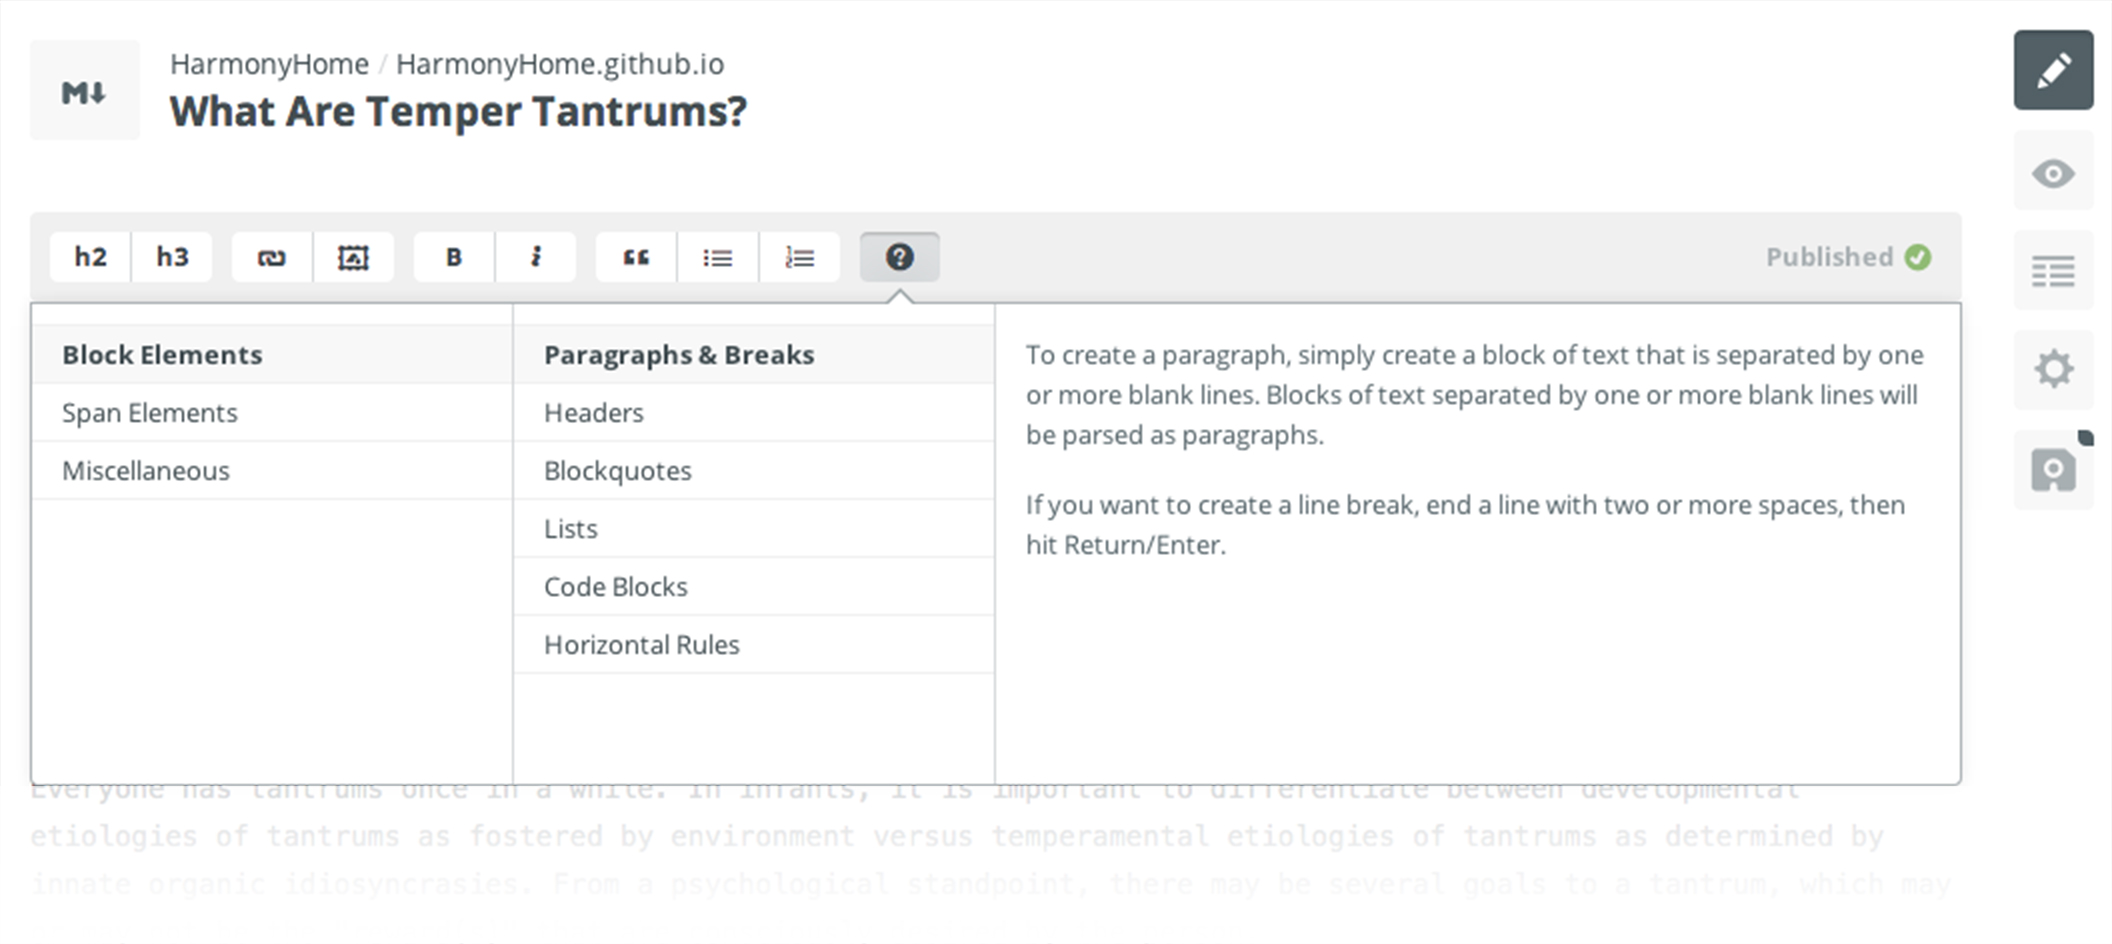 M↓
HarmonyHome / HarmonyHome.github.io
What Are Temper Tantrums?
h2 h3 B i Published
Block Elements
Span Elements
Miscellaneous
Paragraphs & Breaks
Headers
Blockquotes
Lists
Code Blocks
Horizontal Rules
To create a paragraph, simply create a block of text that is separated by one
or more blank lines. Blocks of text separated by one or more blank lines will
be parsed as paragraphs.
If you want to create a line break, end a line with two or more spaces, then
hit Return/Enter.
Everyone has tantrums once in a while. In infants, it is important to differentiate between developmental
etiologies of tantrums as fostered by environment versus temperamental etiologies of tantrums as determined by
innate organic idiosyncrasies. From a psychological standpoint, there may be several goals to a tantrum, which may